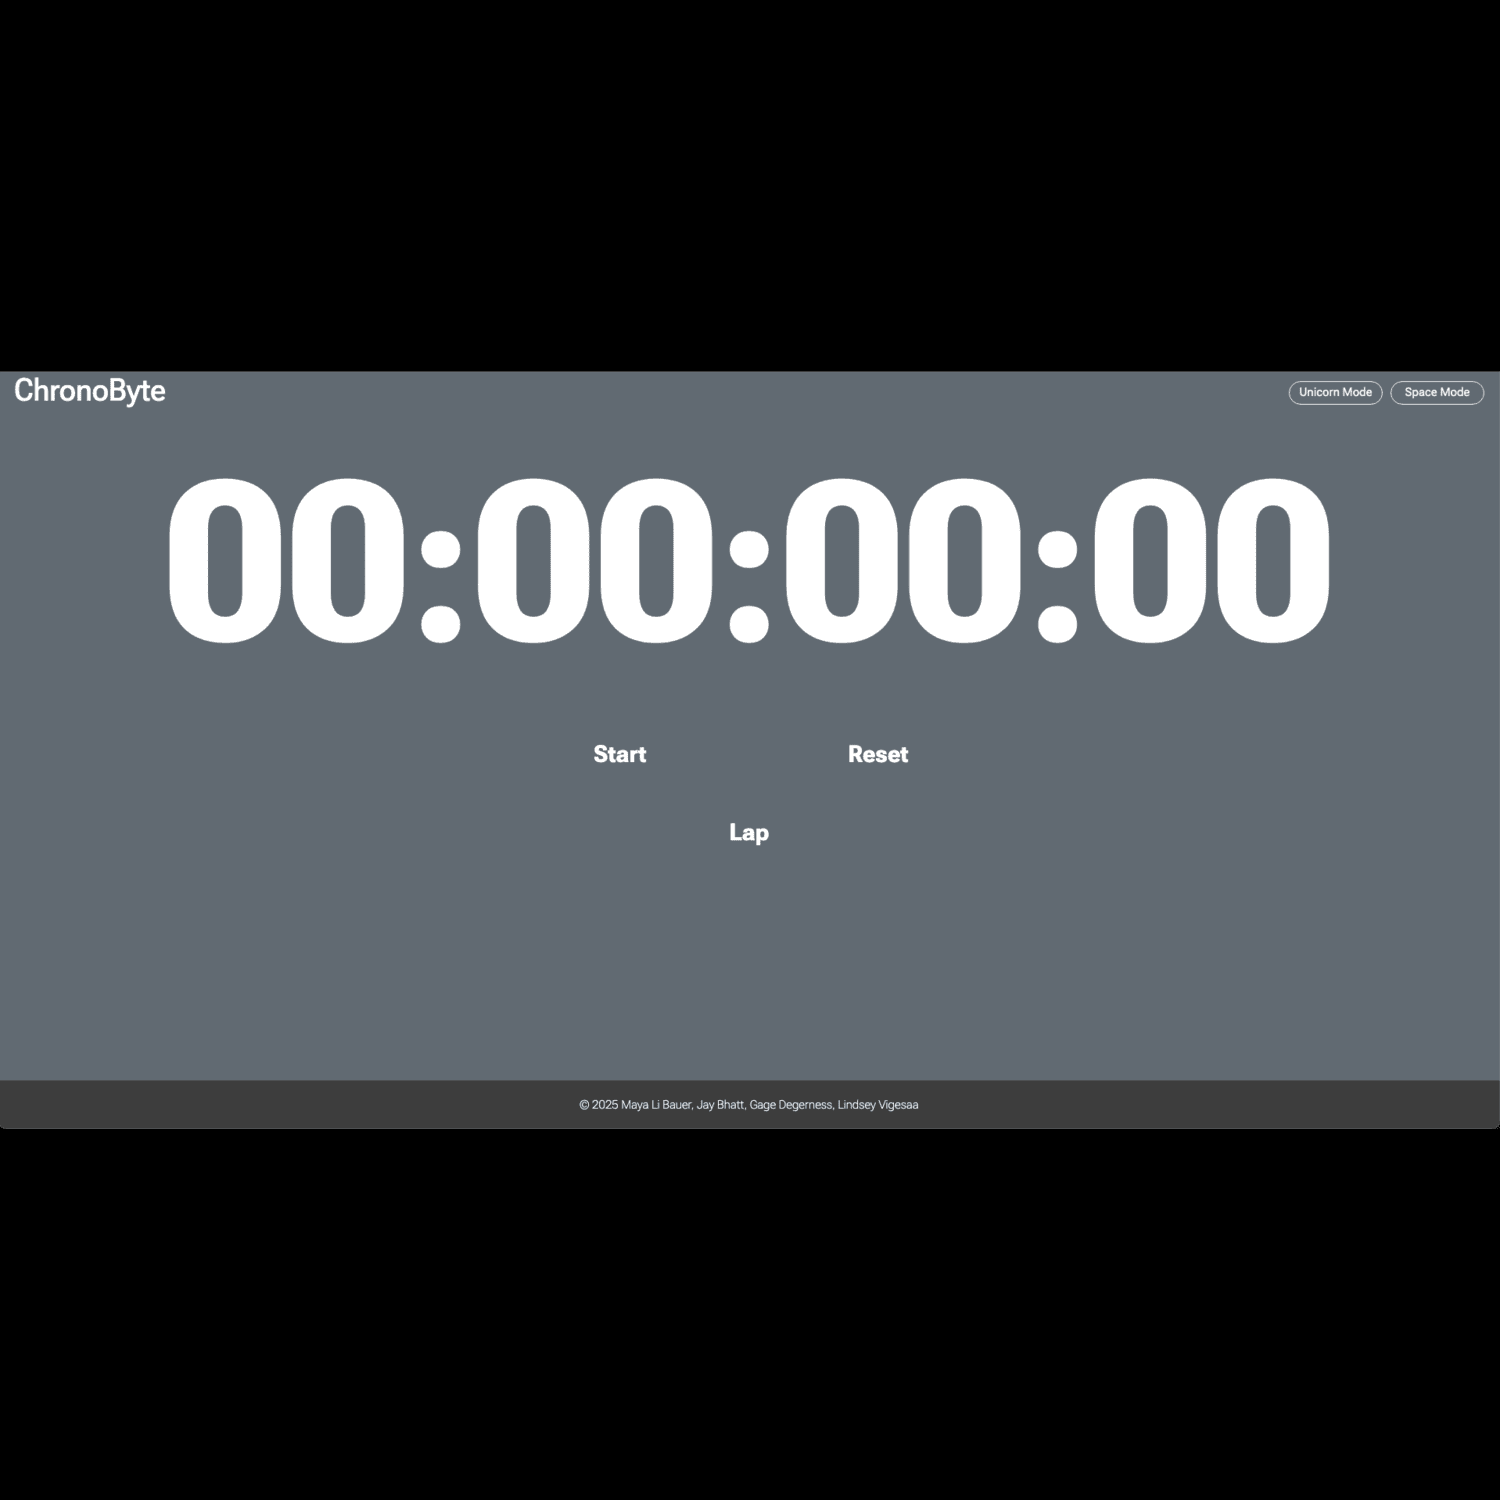 ChronoByte
Unicorn Mode Space Mode
00:00:00:00
Start Reset
Lap
© 2025 Maya Li Bauer, Jay Bhatt, Gage Degerness, Lindsey Vigesaa